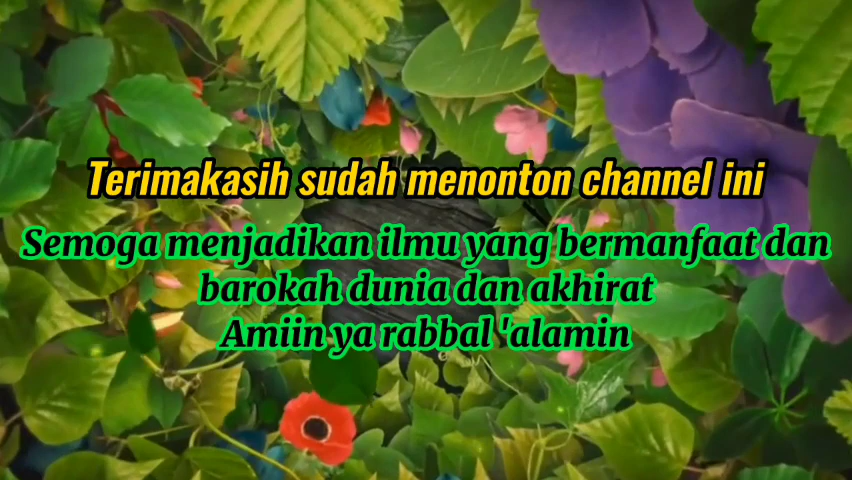 Terimakasih sudah menonton channel ini
Semoga menjadikan ilmu yang bermanfaat dan
barokah dunia dan akhirat
Amiin ya rabbal 'alamin